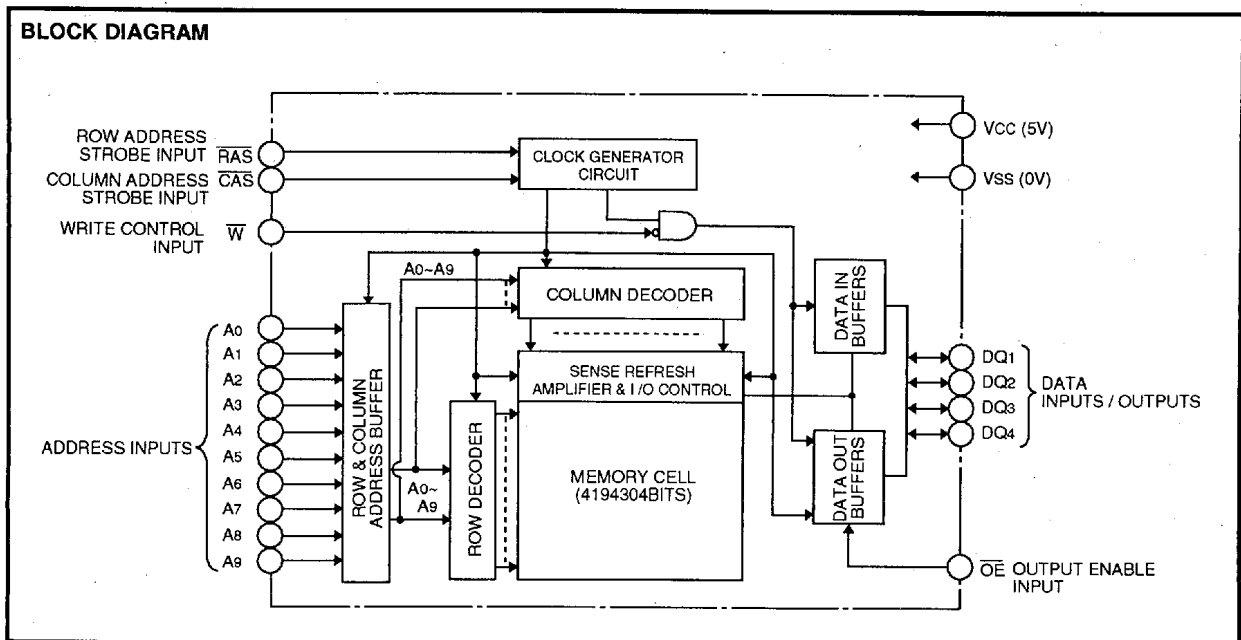 BLOCK DIAGRAM
ROW ADDRESS
STROBE INPUT RAS
COLUMN ADDRESS CAS
STROBE INPUT
WRITE CONTROL W
INPUT
CLOCK GENERATOR
CIRCUIT
VCC (5V)
VSS (0V)
A0~A9
COLUMN DECODER
DATA IN
BUFFERS
ADDRESS INPUTS
A0
A1
A2
A3
A4
A5
A6
A7
A8
A9
ROW & COLUMN
ADDRESS BUFFER
A0~
A9
ROW DECODER
SENSE REFRESH
AMPLIFIER & I/O CONTROL
MEMORY CELL
(4194304BITS)
DATA OUT
BUFFERS
DQ1
DQ2
DQ3
DQ4
DATA
INPUTS / OUTPUTS
OE OUTPUT ENABLE
INPUT